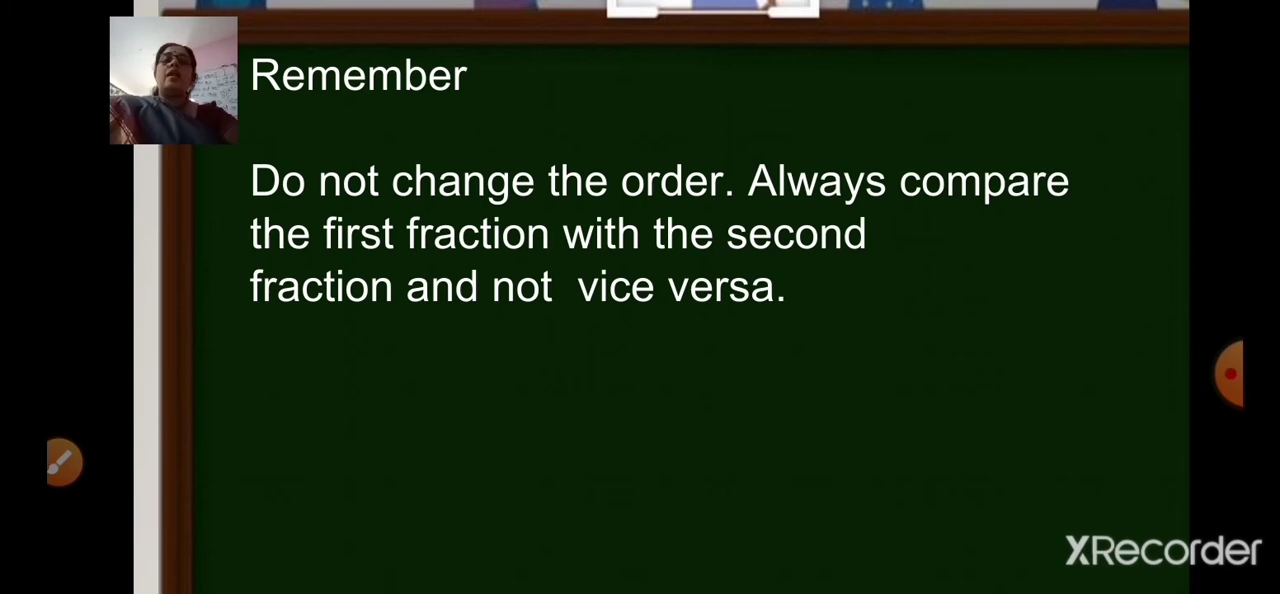 Remember
Do not change the order. Always compare
the first fraction with the second
fraction and not  vice versa.
XRecorder